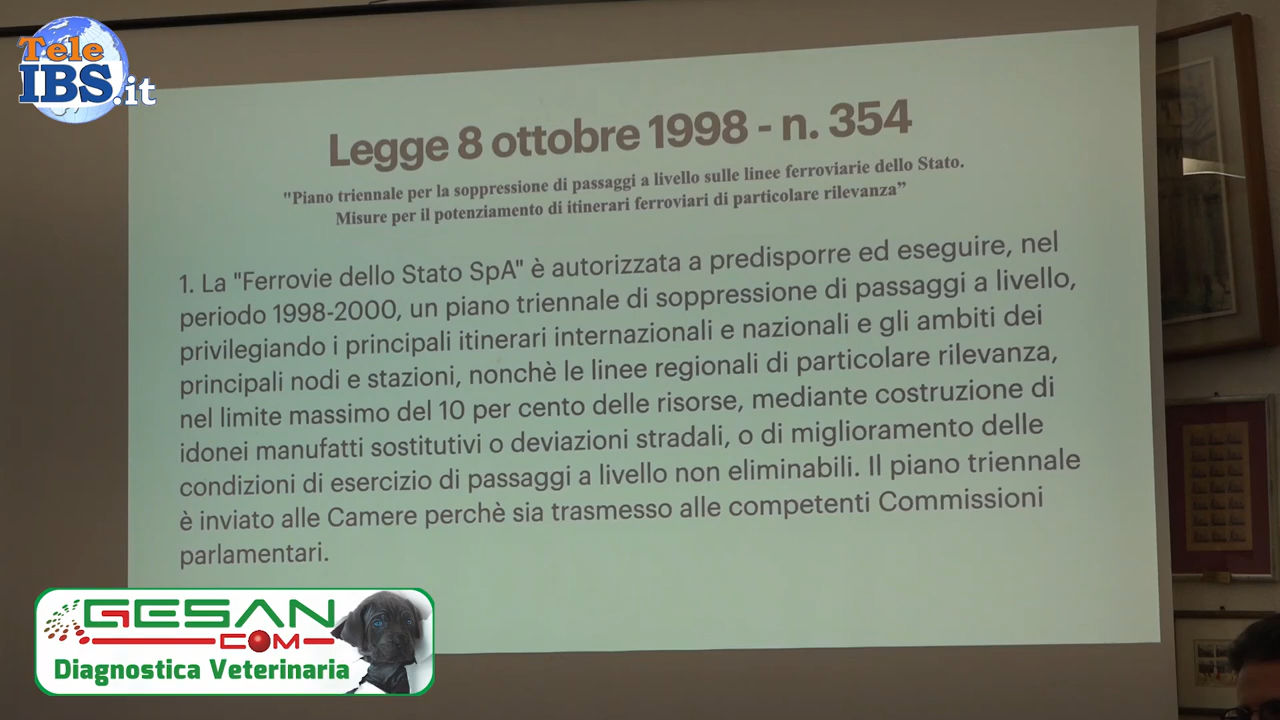 Tele
IBS.it
Legge 8 ottobre 1998 - n. 354
"Piano triennale per la soppressione di passaggi a livello sulle linee ferroviarie dello Stato.
Misure per il potenziamento di itinerari ferroviari di particolare rilevanza”
1. La "Ferrovie dello Stato SpA" è autorizzata a predisporre ed eseguire, nel
periodo 1998-2000, un piano triennale di soppressione di passaggi a livello,
privilegiando i principali itinerari internazionali e nazionali e gli ambiti dei
principali nodi e stazioni, nonchè le linee regionali di particolare rilevanza,
nel limite massimo del 10 per cento delle risorse, mediante costruzione di
idonei manufatti sostitutivi o deviazioni stradali, o di miglioramento delle
condizioni di esercizio di passaggi a livello non eliminabili. Il piano triennale
è inviato alle Camere perchè sia trasmesso alle competenti Commissioni
parlamentari.
GESAN
COM
Diagnostica Veterinaria